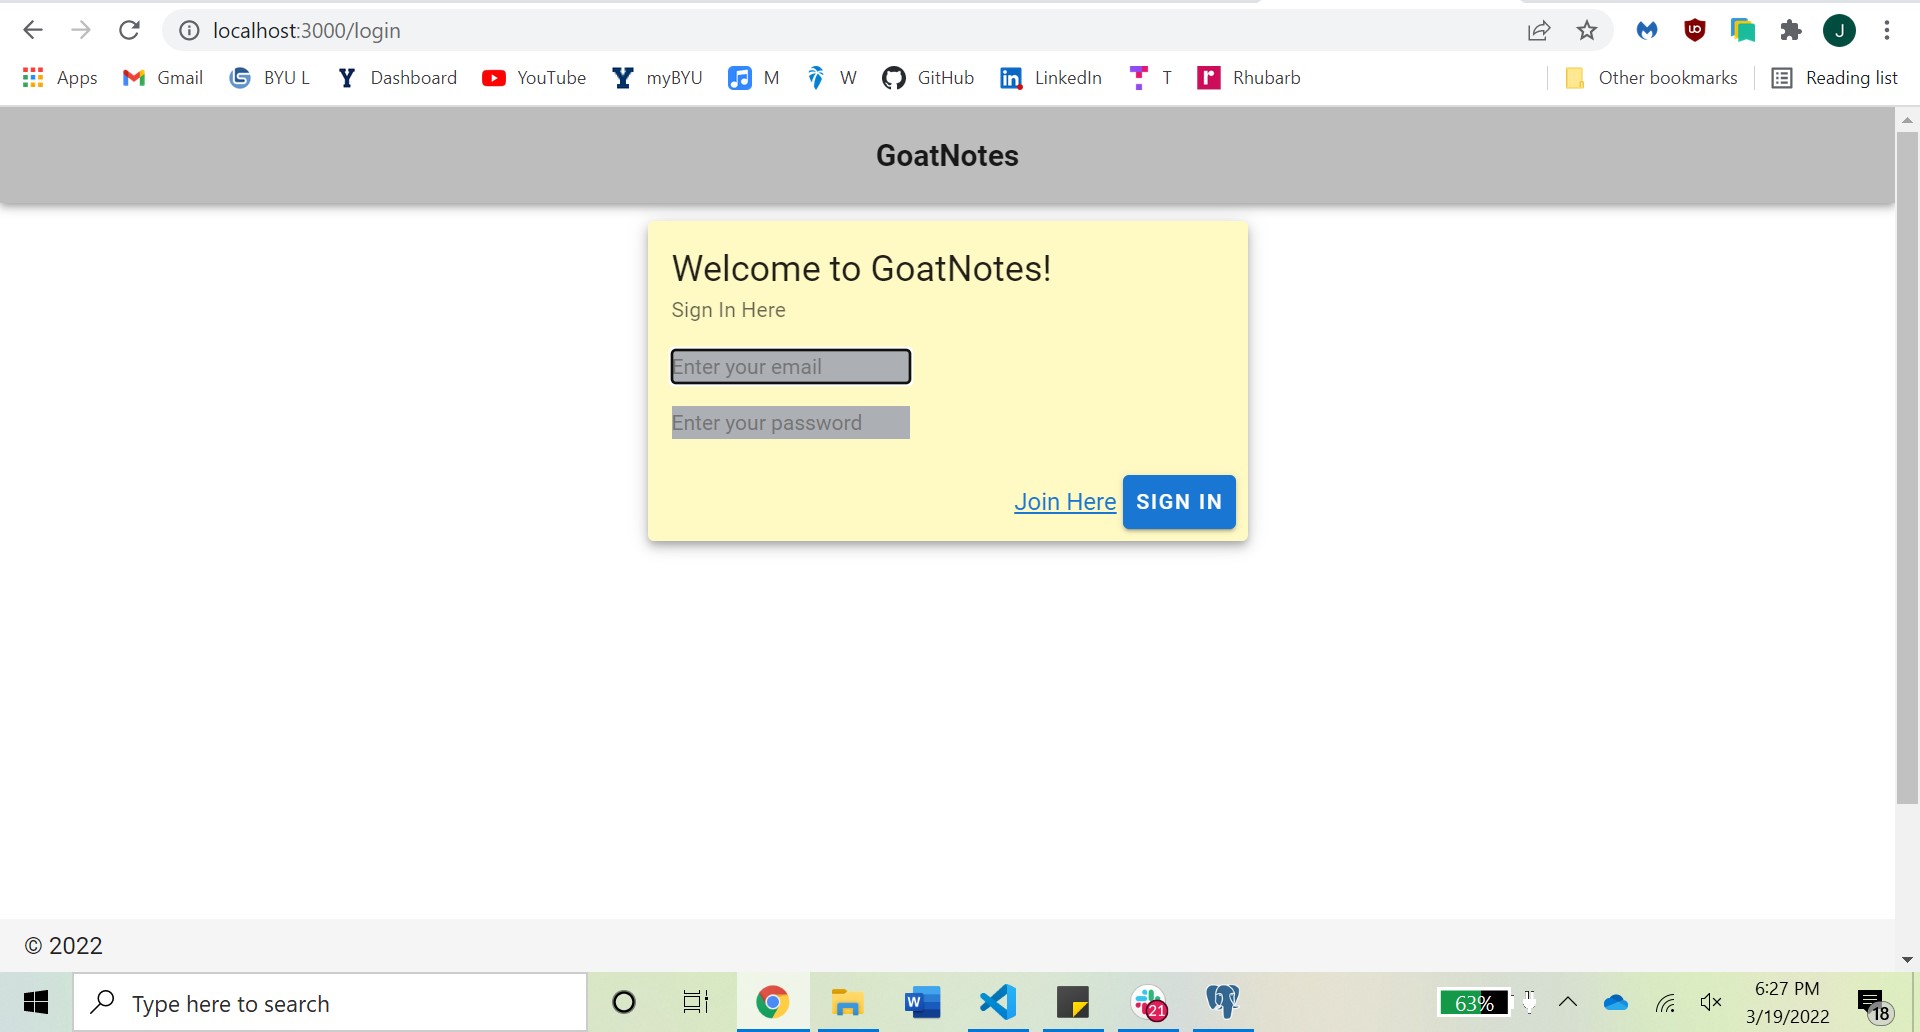 localhost:3000/login
J
Apps Gmail BYU L Dashboard YouTube myBYU M W GitHub LinkedIn T Rhubarb Other bookmarks Reading list
GoatNotes
Welcome to GoatNotes!
Sign In Here
Enter your email
Enter your password
Join Here SIGN IN
© 2022
Type here to search
21
63%
6:27 PM
3/19/2022
18